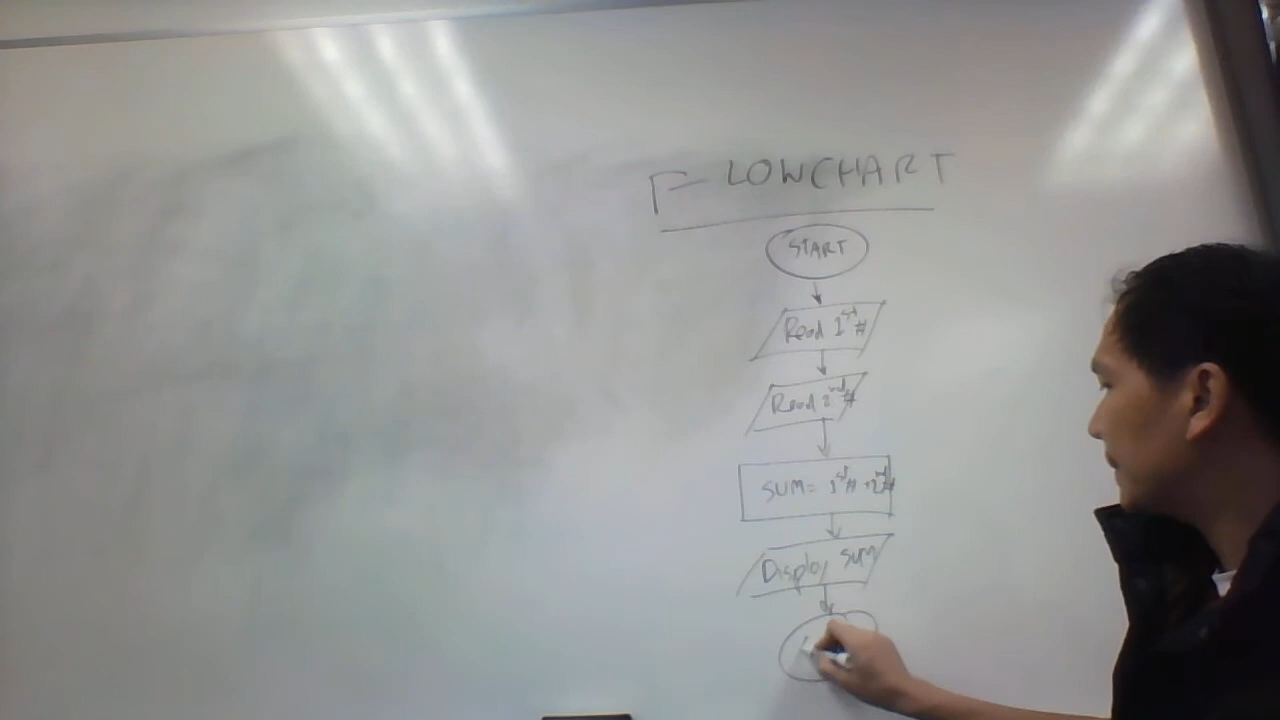 FLOWCHART
START
Read 1st #
Read 2nd #
SUM = 1st # + 2nd #
Display SUM